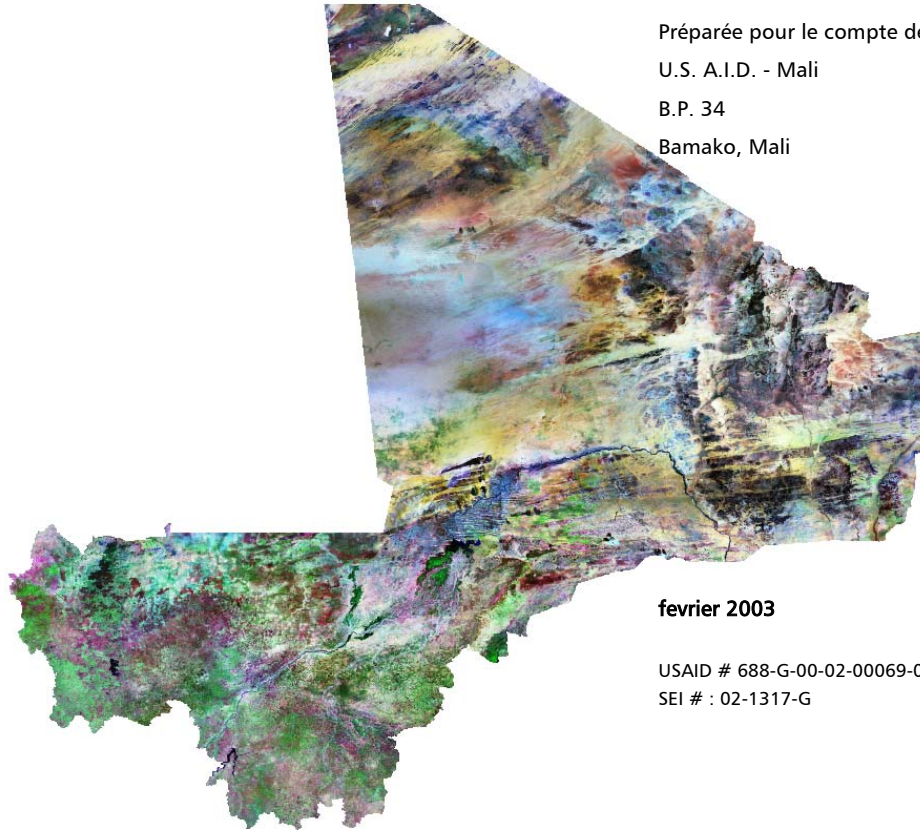 Préparée pour le compte de
U.S. A.I.D. - Mali
B.P. 34
Bamako, Mali
fevrier 2003
USAID # 688-G-00-02-00069-0
SEI # : 02-1317-G